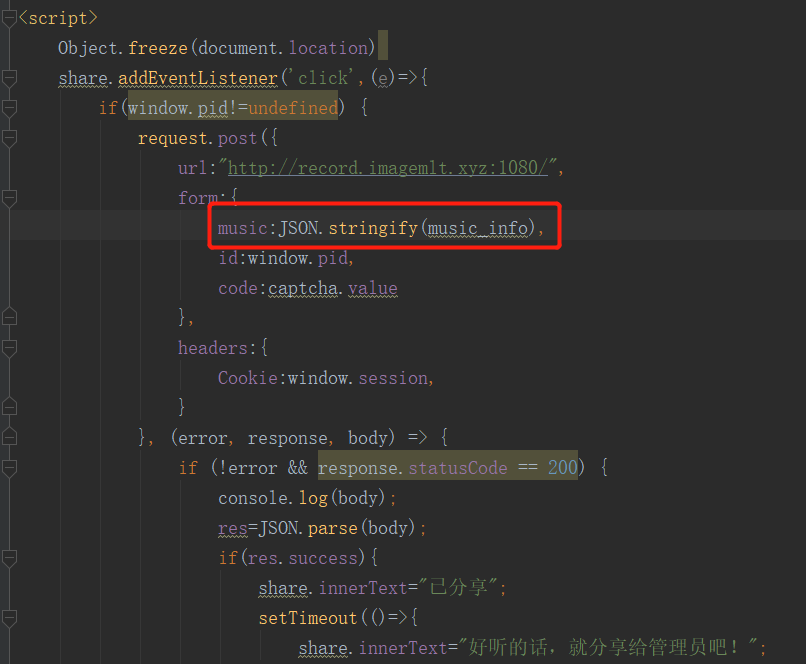 <script>
Object.freeze(document.location)
share.addEventListener('click',(e)=>{
if(window.pid!=undefined) {
request.post({
url:"http://record.imagemlt.xyz:1080/",
form:{
music:JSON.stringify(music_info),
id:window.pid,
code:captcha.value
},
headers:{
Cookie:window.session,
}
}, (error, response, body) => {
if (!error && response.statusCode == 200) {
console.log(body);
res=JSON.parse(body);
if(res.success){
share.innerText="已分享";
setTimeout(()=>{
share.innerText="好听的话，就分享给管理员吧！";